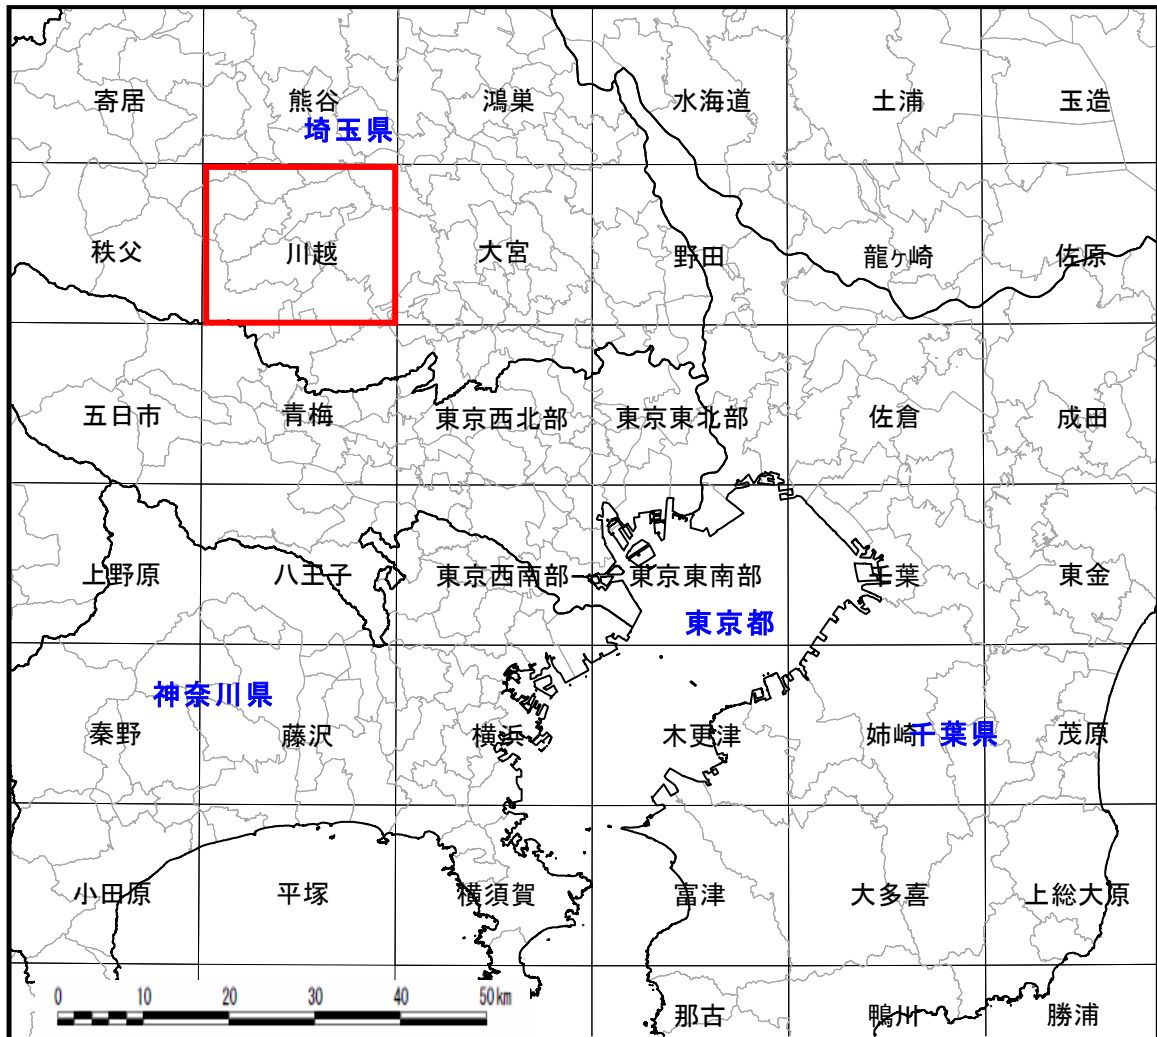 寄居 熊谷 鴻巣 水海道 土浦 玉造
埼玉県
秩父 川越 大宮 野田 龍ヶ崎 佐原
五日市 青梅 東京西北部 東京東北部 佐倉 成田
上野原 八王子 東京西南部 東京東南部 千葉 東金
東京都
神奈川県
秦野 藤沢 横浜 木更津 姉崎 千葉県 茂原
小田原 平塚 横須賀 富津 大多喜 上総大原
0 10 20 30 40 50km
那古 鴨川 勝浦